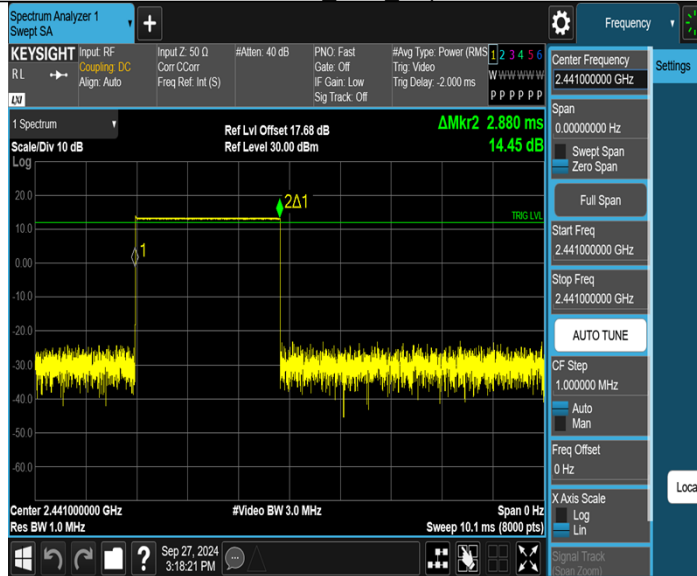 Spectrum Analyzer 1
Swept SA
+
Frequency
KEYSIGHT
RL
LXI
Input: RF
Coupling: DC
Align: Auto
Input Z: 50 Ω
Corr CCorr
Freq Ref: Int (S)
#Atten: 40 dB
PNO: Fast
Gate: Off
IF Gain: Low
Sig Track: Off
#Avg Type: Power (RMS
Trig: Video
Trig Delay: -2.000 ms
1 2 3 4 5 6
W W W W W W
P P P P P P
Center Frequency
2.441000000 GHz
Settings
1 Spectrum
Scale/Div 10 dB
Log
Ref Lvl Offset 17.68 dB
Ref Level 30.00 dBm
ΔMkr2 2.880 ms
14.45 dB
Span
0.00000000 Hz
Swept Span
Zero Span
Full Span
Start Freq
2.441000000 GHz
Stop Freq
2.441000000 GHz
AUTO TUNE
CF Step
1.000000 MHz
Auto
Man
Freq Offset
0 Hz
X Axis Scale
Log
Lin
Signal Track
(Span Zoom)
Loca
20.0
10.0
0.00
-10.0
-20.0
-30.0
-40.0
-50.0
-60.0
2Δ1
1
TRIG LVL
Center 2.441000000 GHz
Res BW 1.0 MHz
#Video BW 3.0 MHz
Span 0 Hz
Sweep 10.1 ms (8000 pts)
?
Sep 27, 2024
3:18:21 PM